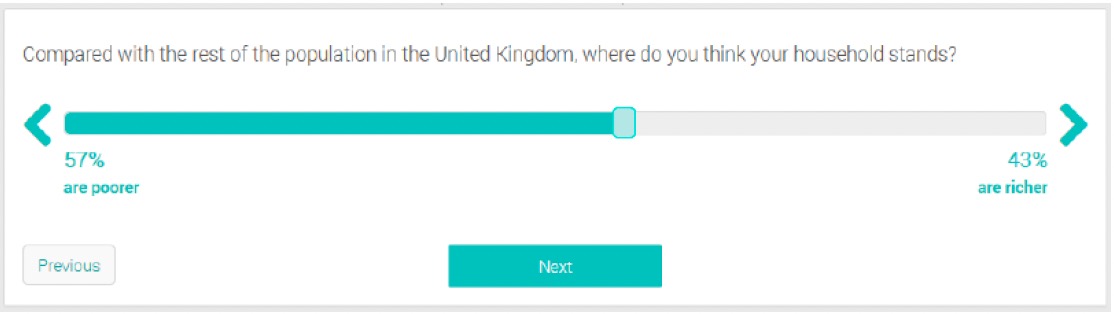 Compared with the rest of the population in the United Kingdom, where do you think your household stands?
57%
are poorer
43%
are richer
Previous
Next